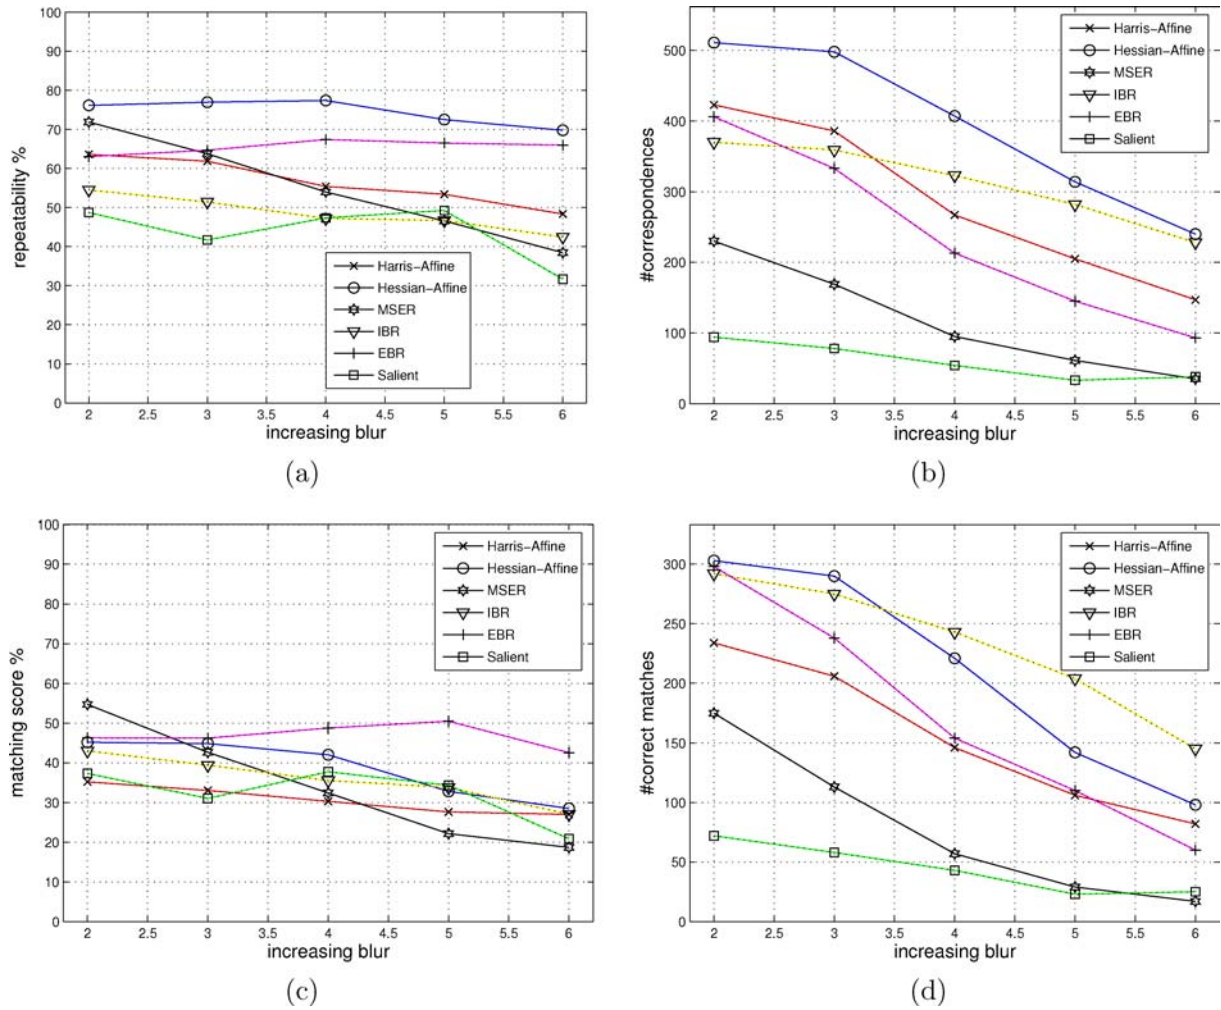 100
90
80
70
60
50
40
30
20
10
0
repeatability %
Harris-Affine
Hessian-Affine
MSER
IBR
EBR
Salient
2 2.5 3 3.5 4 4.5 5 5.5 6
increasing blur
(a)
500
400
300
200
100
0
#correspondences
Harris-Affine
Hessian-Affine
MSER
IBR
EBR
Salient
2 2.5 3 3.5 4 4.5 5 5.5 6
increasing blur
(b)
100
90
80
70
60
50
40
30
20
10
0
matching score %
Harris-Affine
Hessian-Affine
MSER
IBR
EBR
Salient
2 2.5 3 3.5 4 4.5 5 5.5 6
increasing blur
(c)
300
250
200
150
100
50
0
#correct matches
Harris-Affine
Hessian-Affine
MSER
IBR
EBR
Salient
2 2.5 3 3.5 4 4.5 5 5.5 6
increasing blur
(d)